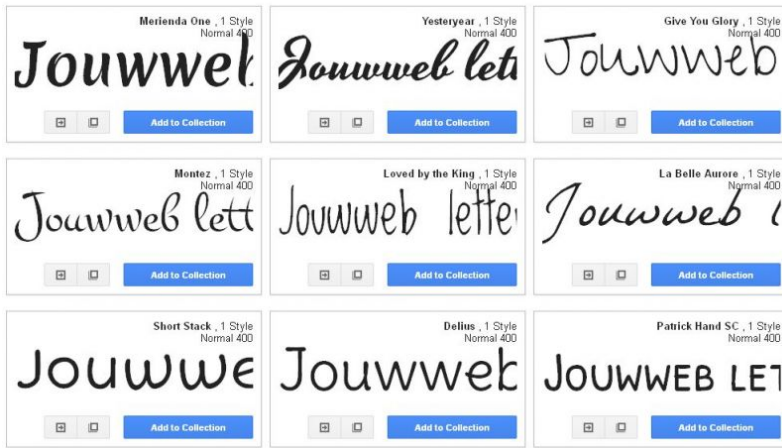 Merienda One , 1 Style
Normal 400
Jouwweb
Add to Collection
Yesteryear , 1 Style
Normal 400
Jouwweb lett
Add to Collection
Give You Glory , 1 Style
Normal 400
Jouwweb
Add to Collection
Montez , 1 Style
Normal 400
Jouwweb lett
Add to Collection
Loved by the King , 1 Style
Normal 400
Jouwweb letter
Add to Collection
La Belle Aurore , 1 Style
Normal 400
Jouwweb l
Add to Collection
Short Stack , 1 Style
Normal 400
Jouwwe
Add to Collection
Delius , 1 Style
Normal 400
Jouwweb
Add to Collection
Patrick Hand SC , 1 Style
Normal 400
JOUWWEB LET
Add to Collection